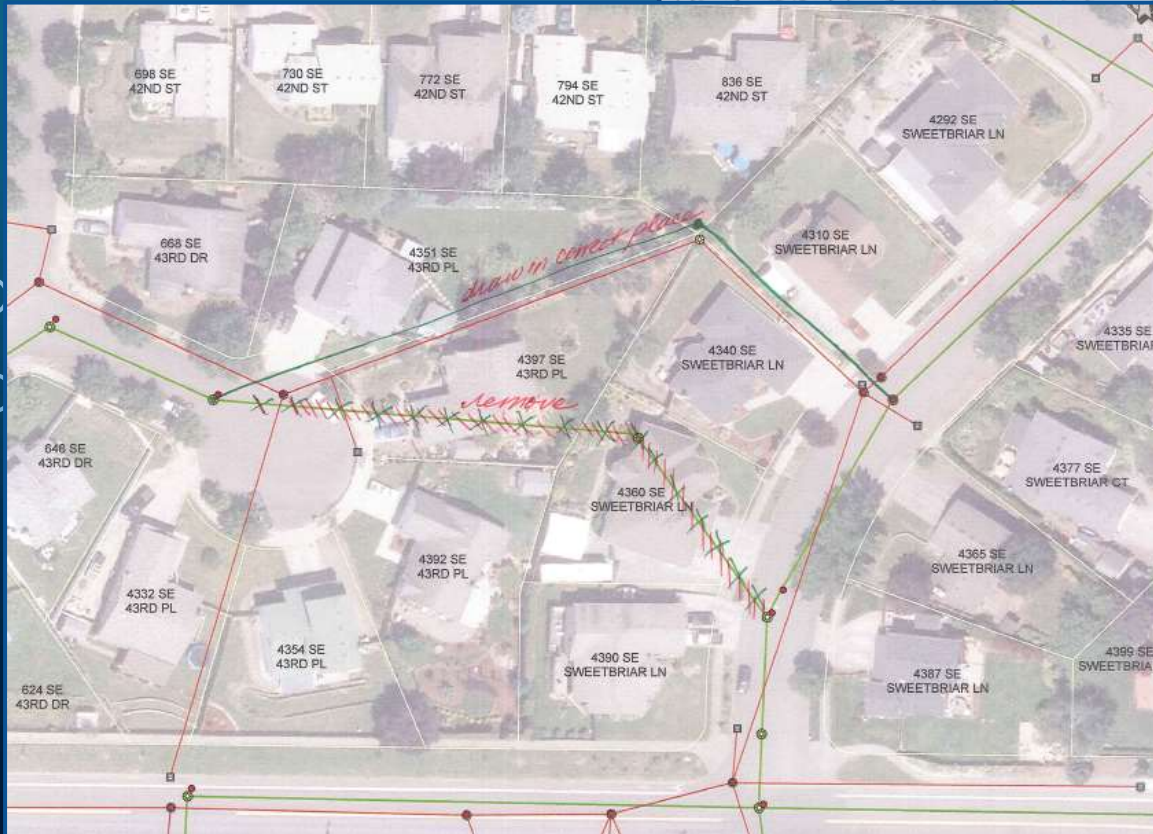 698 SE
42ND ST
730 SE
42ND ST
772 SE
42ND ST
794 SE
42ND ST
836 SE
42ND ST
4292 SE
SWEETBRIAR LN
668 SE
43RD DR
4351 SE
43RD PL
draw in correct place
4310 SE
SWEETBRIAR LN
4397 SE
43RD PL
remove
4340 SE
SWEETBRIAR LN
4335 SE
646 SE
43RD DR
4360 SE
SWEETBRIAR LN
4377 SE
SWEETBRIAR CT
4332 SE
43RD PL
4392 SE
43RD PL
4365 SE
SWEETBRIAR LN
4354 SE
43RD PL
4390 SE
SWEETBRIAR LN
4387 SE
SWEETBRIAR LN
4399 SE
624 SE
43RD DR